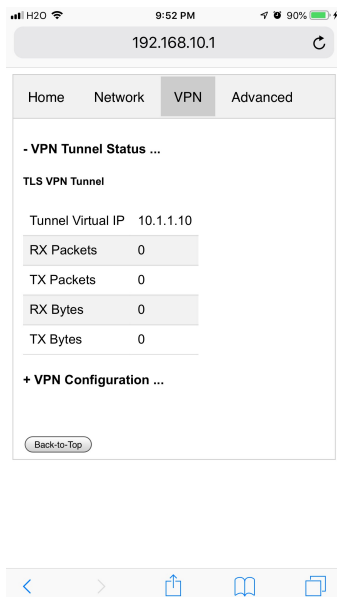 H2O 9:52 PM 90%
192.168.10.1
Home Network VPN Advanced
- VPN Tunnel Status ...
TLS VPN Tunnel
Tunnel Virtual IP 10.1.1.10
RX Packets 0
TX Packets 0
RX Bytes 0
TX Bytes 0
+ VPN Configuration ...
Back-to-Top